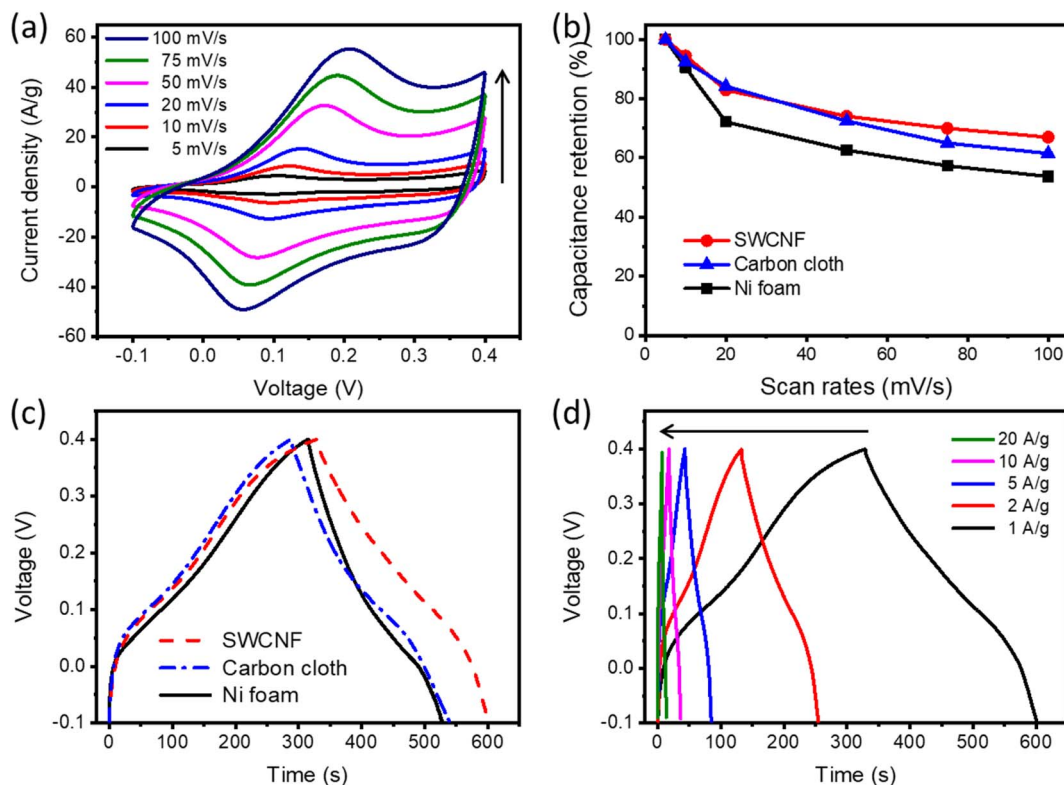 (a)
60
40
20
0
-20
-40
-60
Current density (A/g)
100 mV/s
75 mV/s
50 mV/s
20 mV/s
10 mV/s
5 mV/s
-0.1 0.0 0.1 0.2 0.3 0.4
Voltage (V)
(b)
100
80
60
40
20
0
Capacitance retention (%)
SWCNF
Carbon cloth
Ni foam
0 20 40 60 80 100
Scan rates (mV/s)
(c)
0.4
0.3
0.2
0.1
0.0
-0.1
Voltage (V)
SWCNF
Carbon cloth
Ni foam
0 100 200 300 400 500 600
Time (s)
(d)
0.4
0.3
0.2
0.1
0.0
-0.1
Voltage (V)
20 A/g
10 A/g
5 A/g
2 A/g
1 A/g
0 100 200 300 400 500 600
Time (s)